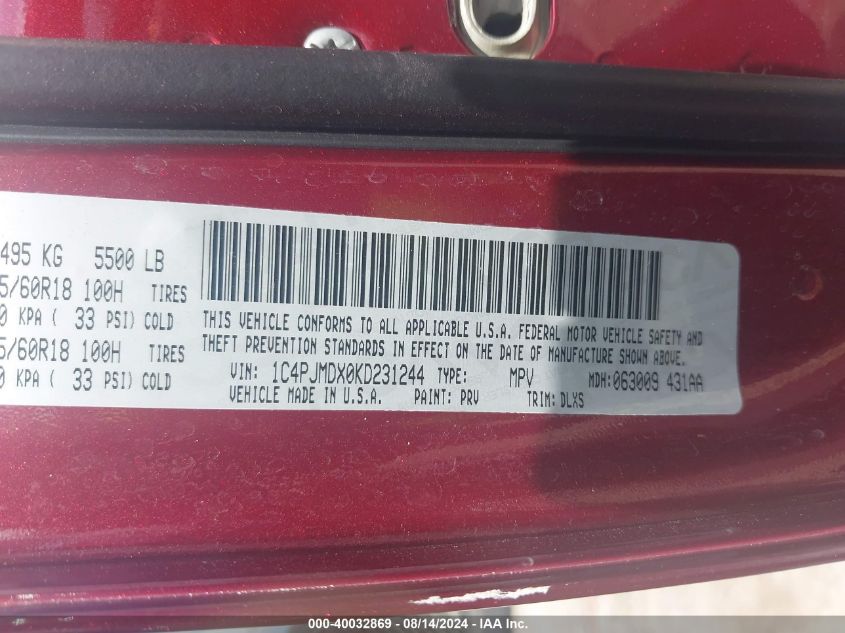 495 KG 5500 LB
5/60R18 100H TIRES
0 KPA ( 33 PSI) COLD
5/60R18 100H TIRES
0 KPA ( 33 PSI) COLD
THIS VEHICLE CONFORMS TO ALL APPLICABLE U.S.A. FEDERAL MOTOR VEHICLE SAFETY AND
THEFT PREVENTION STANDARDS IN EFFECT ON THE DATE OF MANUFACTURE SHOWN ABOVE.
VIN: 1C4PJMDX0KD231244 TYPE: MPV MDH:063009 431AA
VEHICLE MADE IN U.S.A. PAINT: PRV TRIM: DLXS
000-40032869 - 08/14/2024 - IAA Inc.